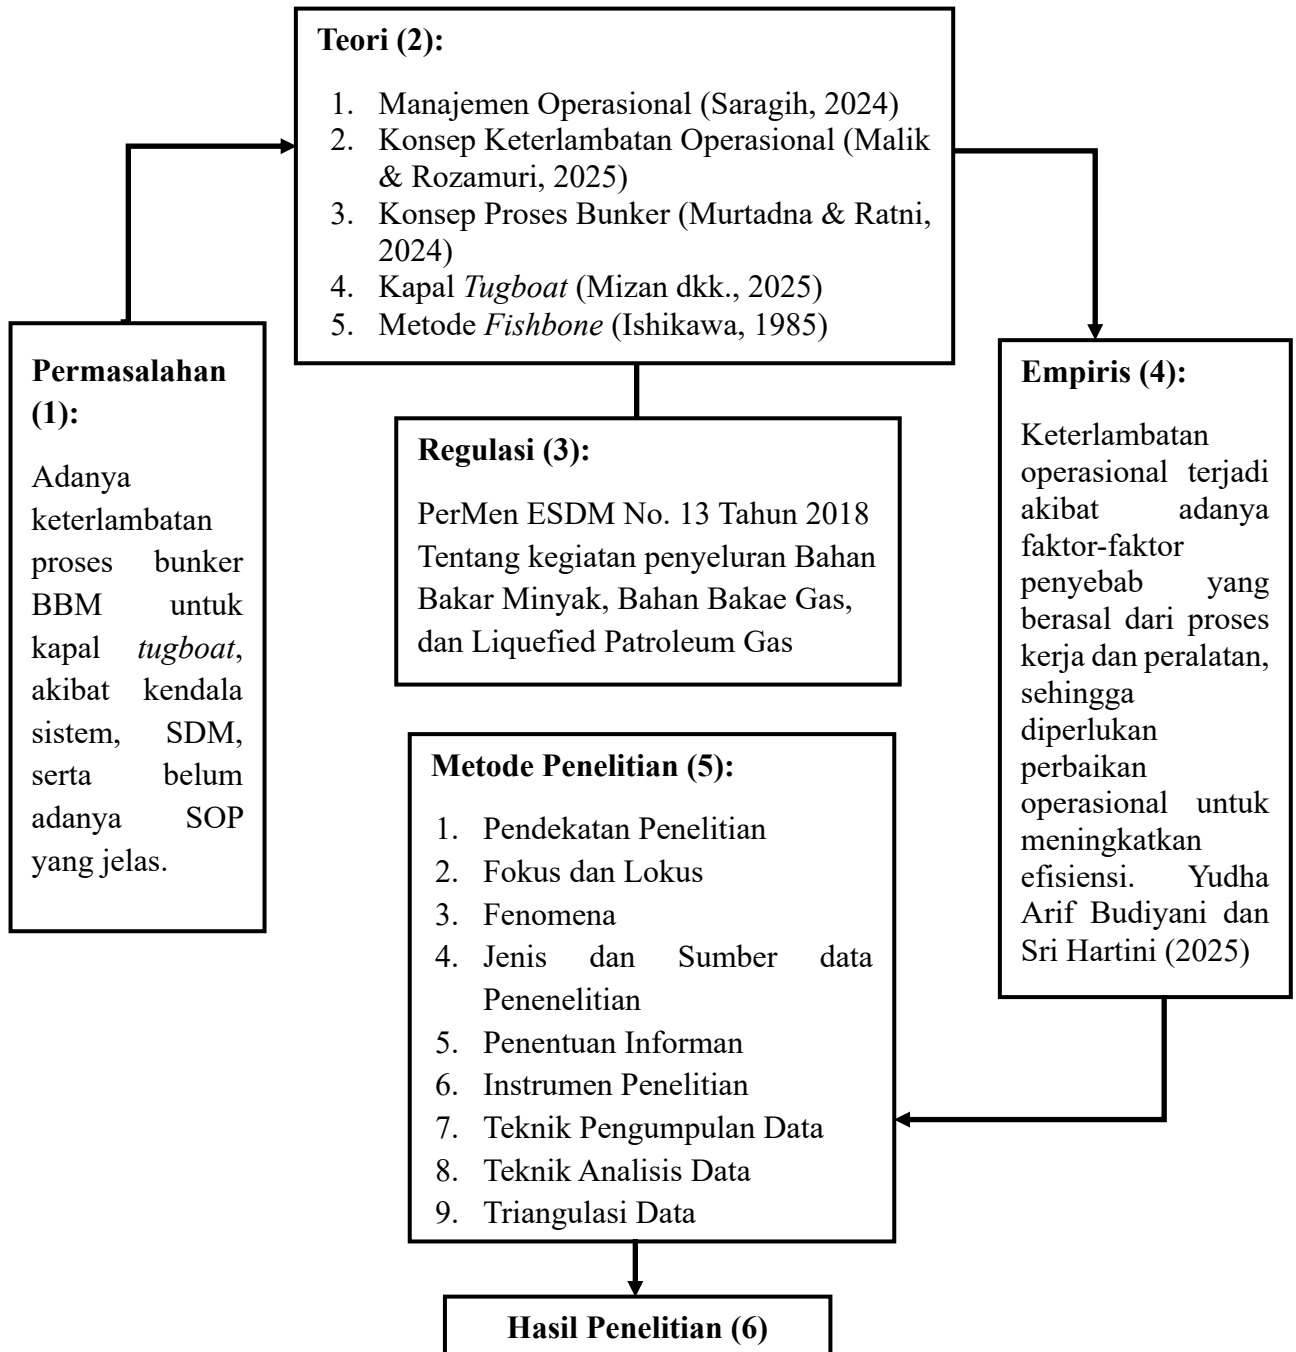 Teori (2):
1. Manajemen Operasional (Saragih, 2024)
2. Konsep Keterlambatan Operasional (Malik
& Rozamuri, 2025)
3. Konsep Proses Bunker (Murtadna & Ratni,
2024)
4. Kapal Tugboat (Mizan dkk., 2025)
5. Metode Fishbone (Ishikawa, 1985)
Permasalahan
(1):
Adanya
keterlambatan
proses bunker
BBM untuk
kapal tugboat,
akibat kendala
sistem, SDM,
serta belum
adanya SOP
yang jelas.
Regulasi (3):
PerMen ESDM No. 13 Tahun 2018
Tentang kegiatan penyeluran Bahan
Bakar Minyak, Bahan Bakae Gas,
dan Liquefied Patroleum Gas
Empiris (4):
Keterlambatan
operasional terjadi
akibat adanya
faktor-faktor
penyebab yang
berasal dari proses
kerja dan peralatan,
sehingga
diperlukan
perbaikan
operasional untuk
meningkatkan
efisiensi. Yudha
Arif Budiyani dan
Sri Hartini (2025)
Metode Penelitian (5):
1. Pendekatan Penelitian
2. Fokus dan Lokus
3. Fenomena
4. Jenis dan Sumber data
Penenelitian
5. Penentuan Informan
6. Instrumen Penelitian
7. Teknik Pengumpulan Data
8. Teknik Analisis Data
9. Triangulasi Data
Hasil Penelitian (6)